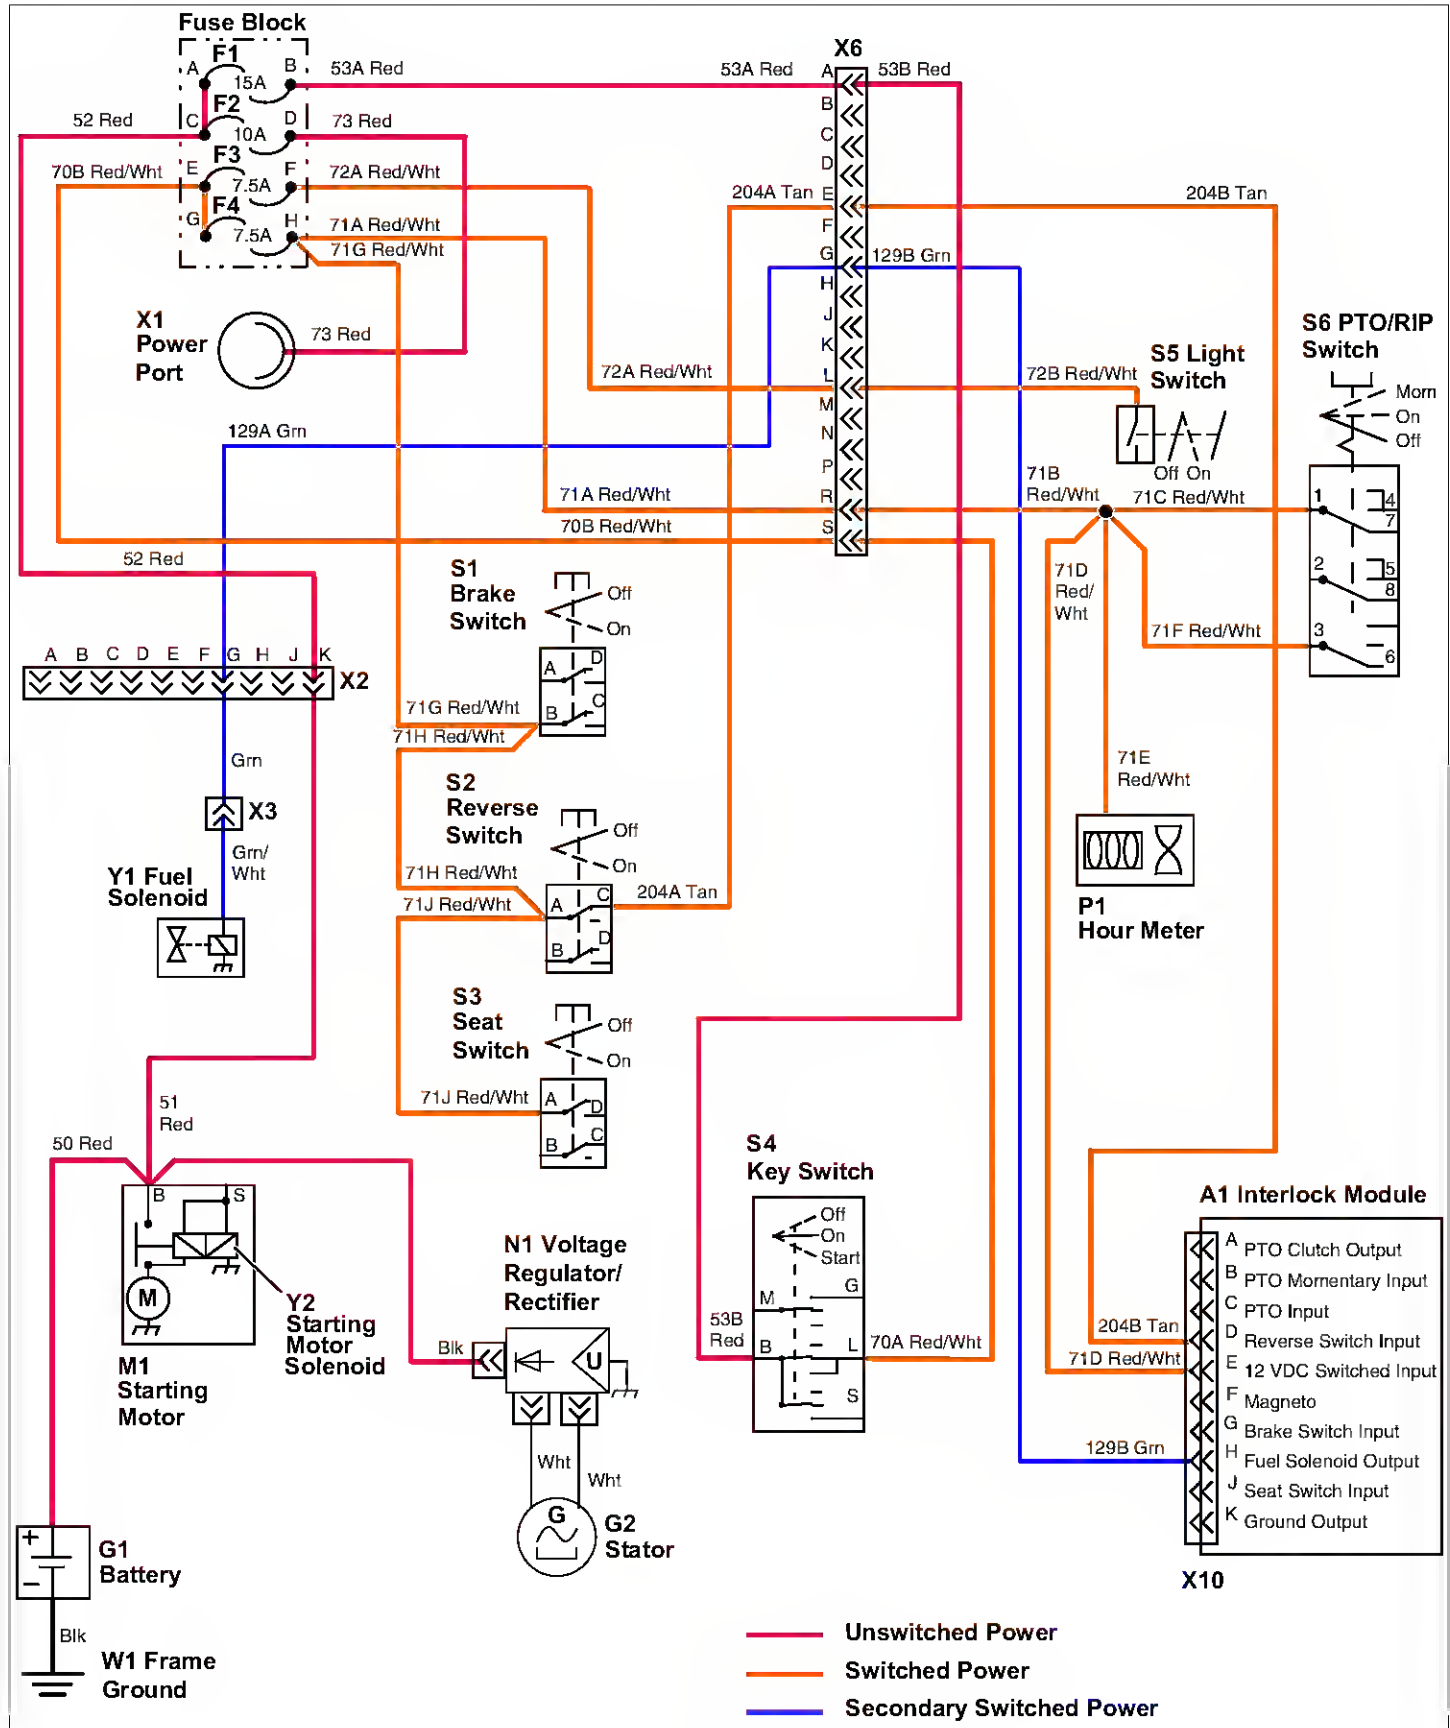 Fuse Block
F1
A
B
15A
53A Red
53A Red
X6
A
53B Red
F2
C
D
10A
52 Red
73 Red
B
C
D
F3
E
F
7.5A
70B Red/Wht
72A Red/Wht
204A Tan
E
204B Tan
F4
G
H
7.5A
71A Red/Wht
71G Red/Wht
F
G
129B Grn
H
J
K
X1
Power
Port
73 Red
S5 Light
Switch
S6 PTO/RIP
Switch
Mom
On
Off
72A Red/Wht
L
72B Red/Wht
M
N
P
129A Grn
Off On
71A Red/Wht
R
71B
Red/Wht
71C Red/Wht
1
4
7
70B Red/Wht
S
52 Red
2
5
8
71D
Red/
Wht
71F Red/Wht
3
6
S1
Brake
Switch
Off
On
A
D
B
C
71G Red/Wht
71H Red/Wht
A B C D E F G H J K
X2
Grn
X3
Grn/
Wht
Y1 Fuel
Solenoid
S2
Reverse
Switch
Off
On
71H Red/Wht
71J Red/Wht
A
C
B
D
204A Tan
71E
Red/Wht
P1
Hour Meter
S3
Seat
Switch
Off
On
71J Red/Wht
A
D
B
C
51
Red
50 Red
B
S
M
Y2
Starting
Motor
Solenoid
M1
Starting
Motor
N1 Voltage
Regulator/
Rectifier
Blk
U
Wht
Wht
G
G2
Stator
S4
Key Switch
Off
On
Start
G
M
53B
Red
B
L
70A Red/Wht
S
A1 Interlock Module
A PTO Clutch Output
B PTO Momentary Input
C PTO Input
204B Tan D Reverse Switch Input
71D Red/Wht E 12 VDC Switched Input
F Magneto
G Brake Switch Input
129B Grn H Fuel Solenoid Output
J Seat Switch Input
K Ground Output
X10
+
−
G1
Battery
Blk
W1 Frame
Ground
Unswitched Power
Switched Power
Secondary Switched Power